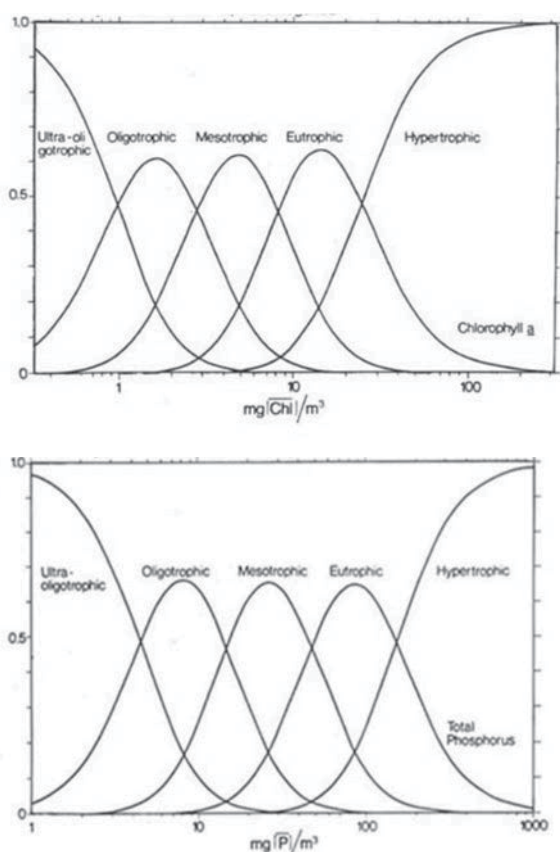 1.0
Ultra-oli
gotrophic
Oligotrophic
Mesotrophic
Eutrophic
Hypertrophic
0.5
Chlorophyll a
0
1
10
100
mg[Chl]/m³
1.0
Ultra-
oligotrophic
Oligotrophic
Mesotrophic
Eutrophic
Hypertrophic
0.5
Total
Phosphorus
0
1
10
100
1000
mg[P]/m³